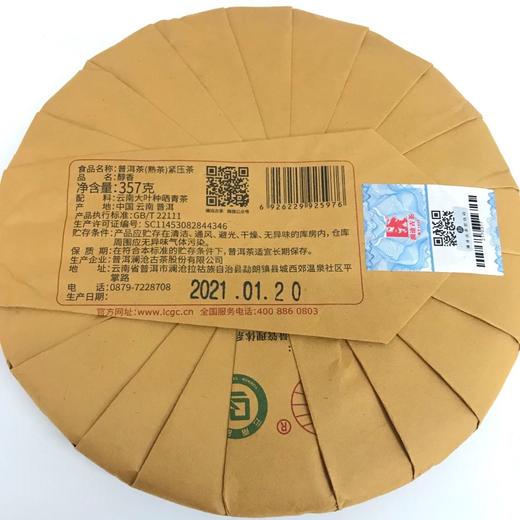 食品名称:普洱茶(熟茶)紧压茶
品　　名:醇香
净含量:357克
配　　料:云南大叶种晒青茶
产　　地:中国 云南 普洱
产品执行标准:GB/T 22111
生产许可证编号:SC11453082844346
贮存条件:产品应贮存在清洁、通风、避光、干燥、无异味的库房内,仓库
周围应无异味气体污染。
保 质 期:在符合本标准的贮存条件下,普洱茶适宜长期保存。
生产企业:普洱澜沧古茶股份有限公司
地　　址:云南省普洱市澜沧拉祜族自治县勐朗镇县城西郊温泉社区平
掌路
电　　话:0879-7228708
生产日期:
2021.01.20
官方网址:www.lcgc.cn 全国服务电话:400 886 0803
6 926229 925976
澜沧古茶
量管理体系
®